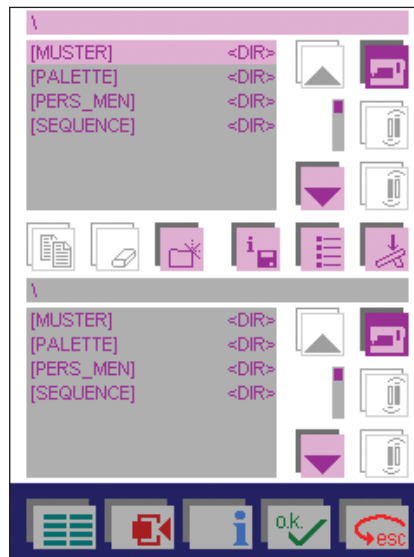 \
[MUSTER] <DIR>
[PALETTE] <DIR>
[PERS_MEN] <DIR>
[SEQUENCE] <DIR>
i
\
[MUSTER] <DIR>
[PALETTE] <DIR>
[PERS_MEN] <DIR>
[SEQUENCE] <DIR>
i o.k. esc